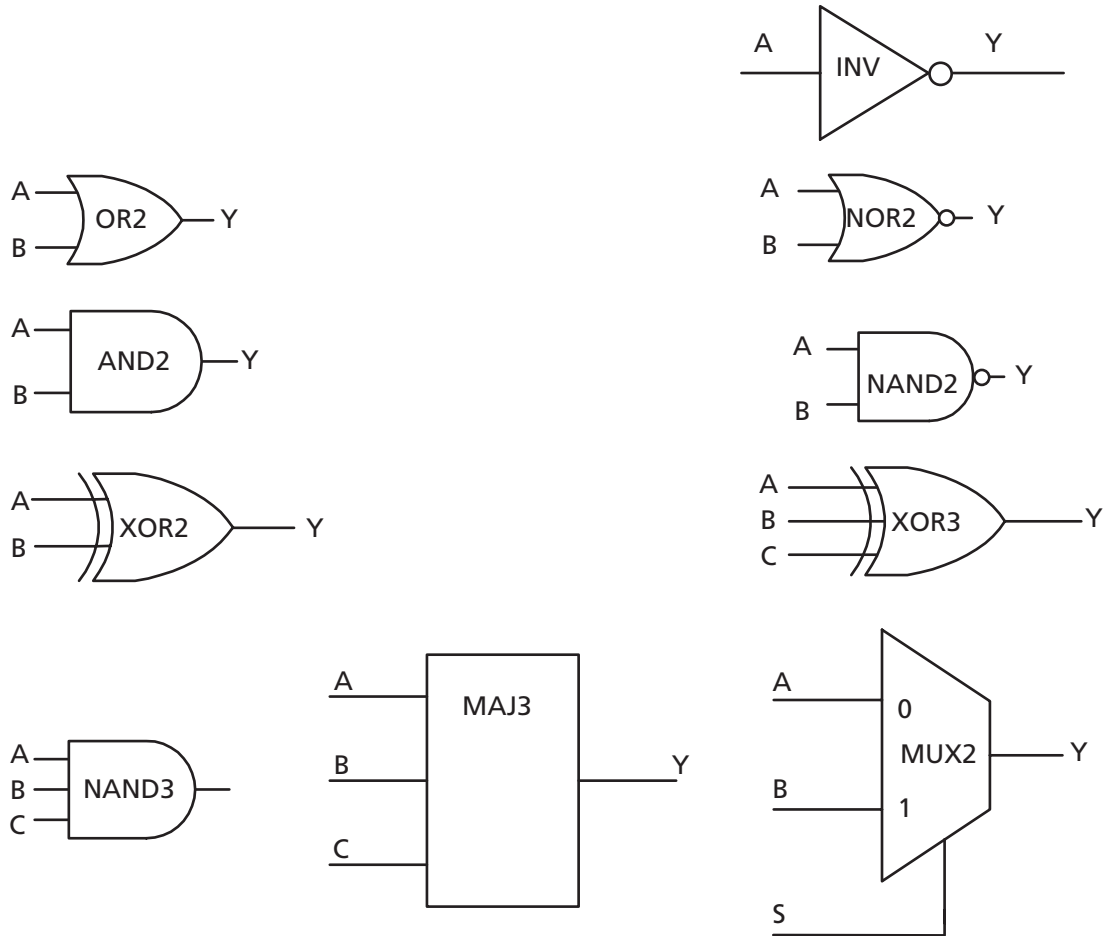 A INV Y
A OR2 Y
B
A NOR2 Y
B
A AND2 Y
B
A NAND2 Y
B
A XOR2 Y
B
A XOR3 Y
B
C
A NAND3
B
C
A MAJ3
B Y
C
A 0
MUX2 Y
B 1
S